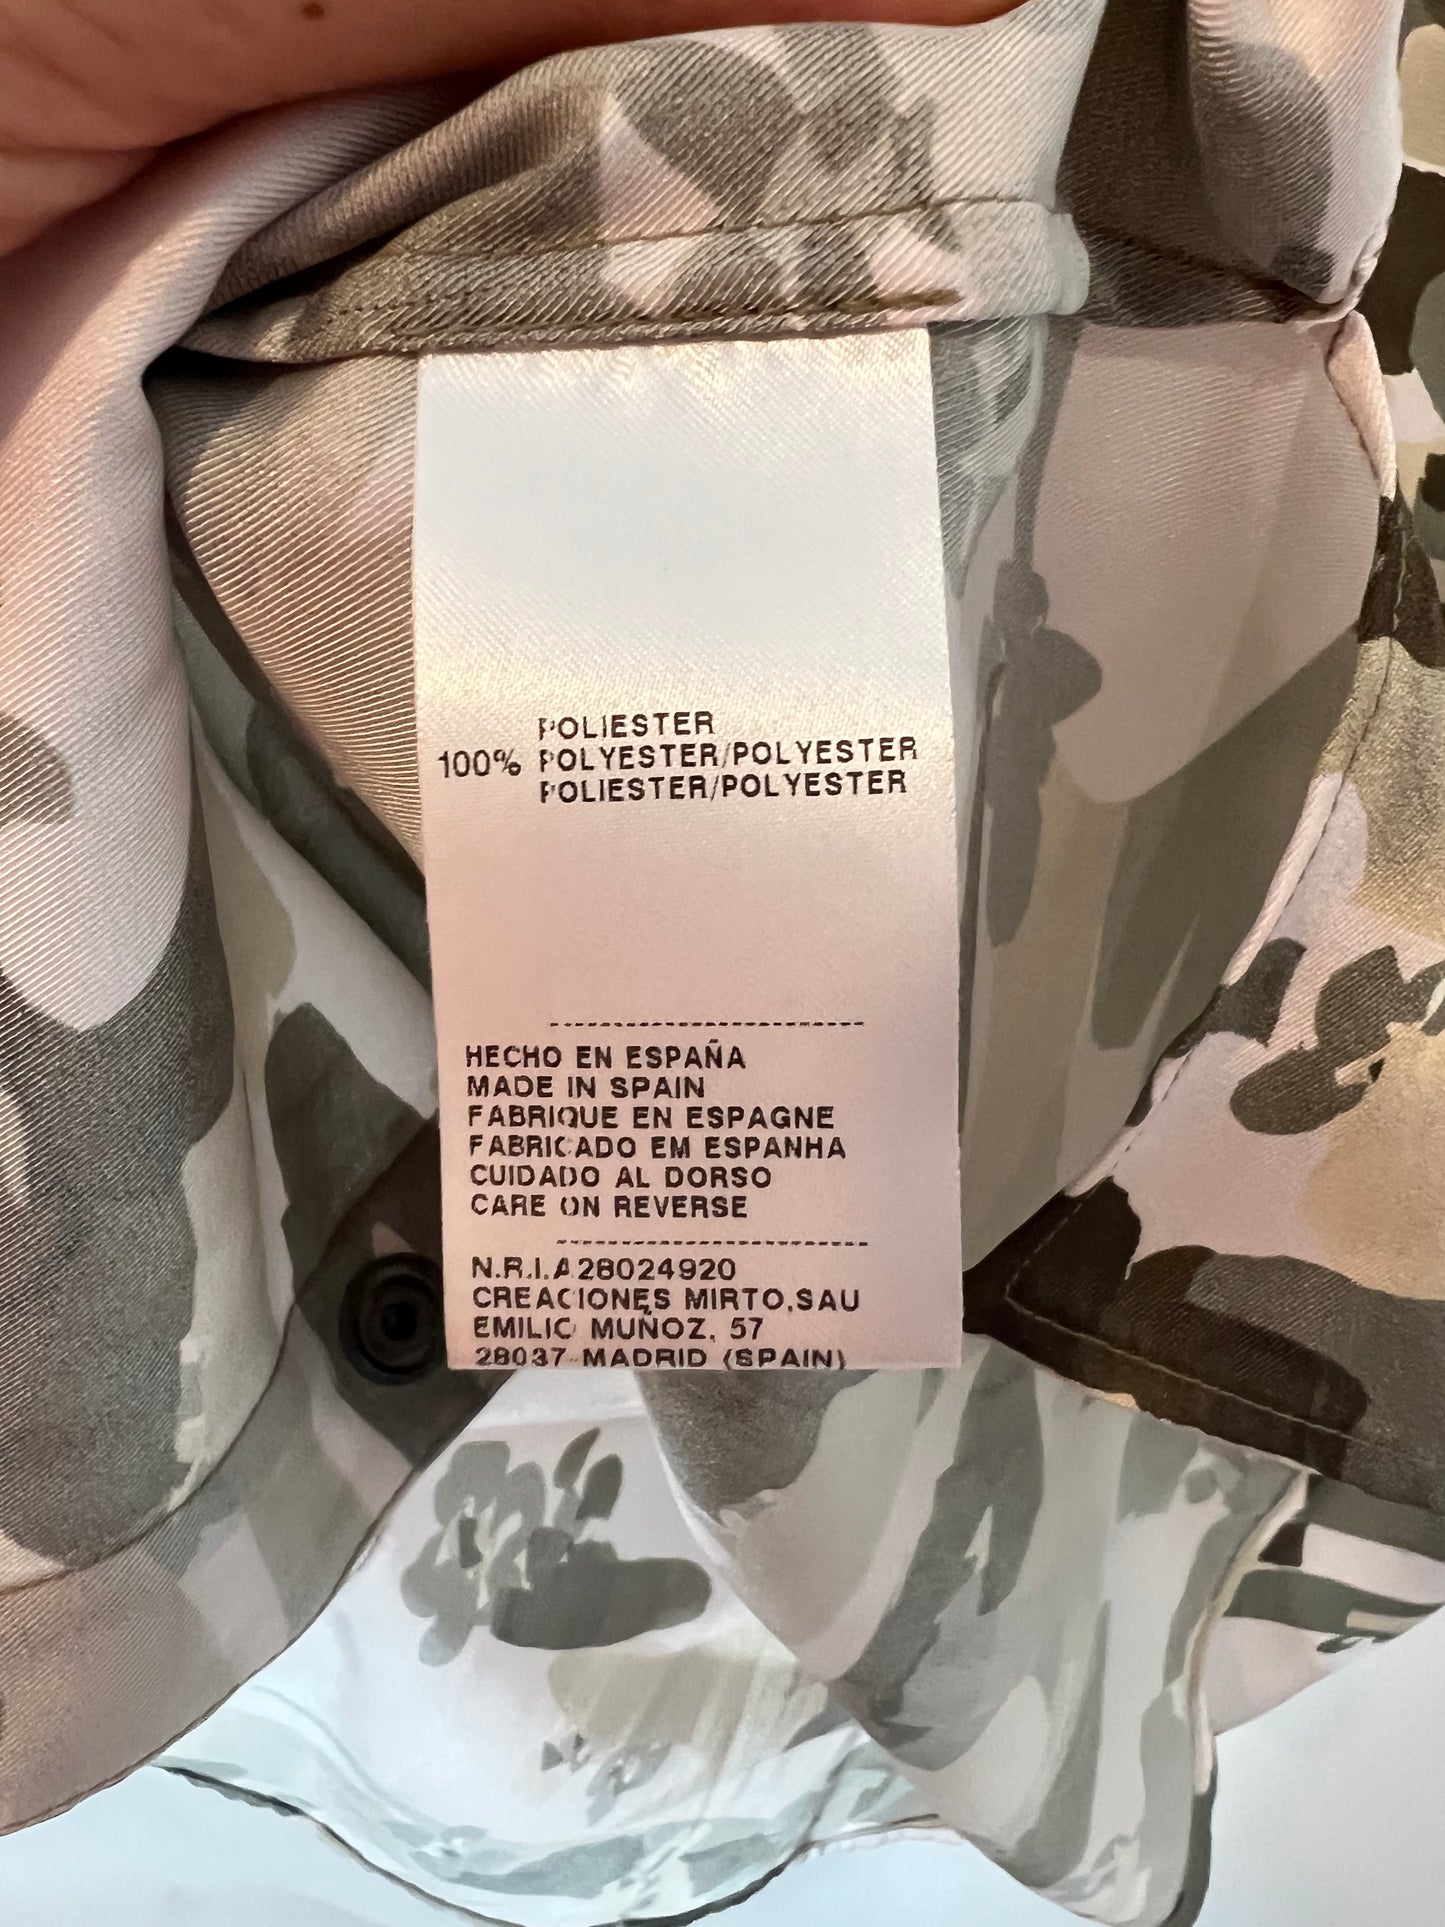 POLIESTER
100% POLYESTER/POLYESTER
POLIESTER/POLYESTER
HECHO EN ESPAÑA
MADE IN SPAIN
FABRIQUE EN ESPAGNE
FABRICADO EM ESPANHA
CUIDADO AL DORSO
CARE ON REVERSE
N.R.I.A28024920
CREACIONES MIRTO,SAU
EMILIO MUÑOZ, 57
28037-MADRID (SPAIN)